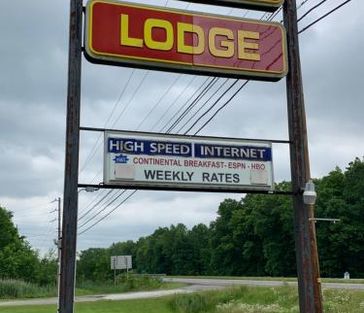 LODGE
HIGH SPEED INTERNET
CONTINENTAL BREAKFAST- ESPN - HBO
WEEKLY RATES